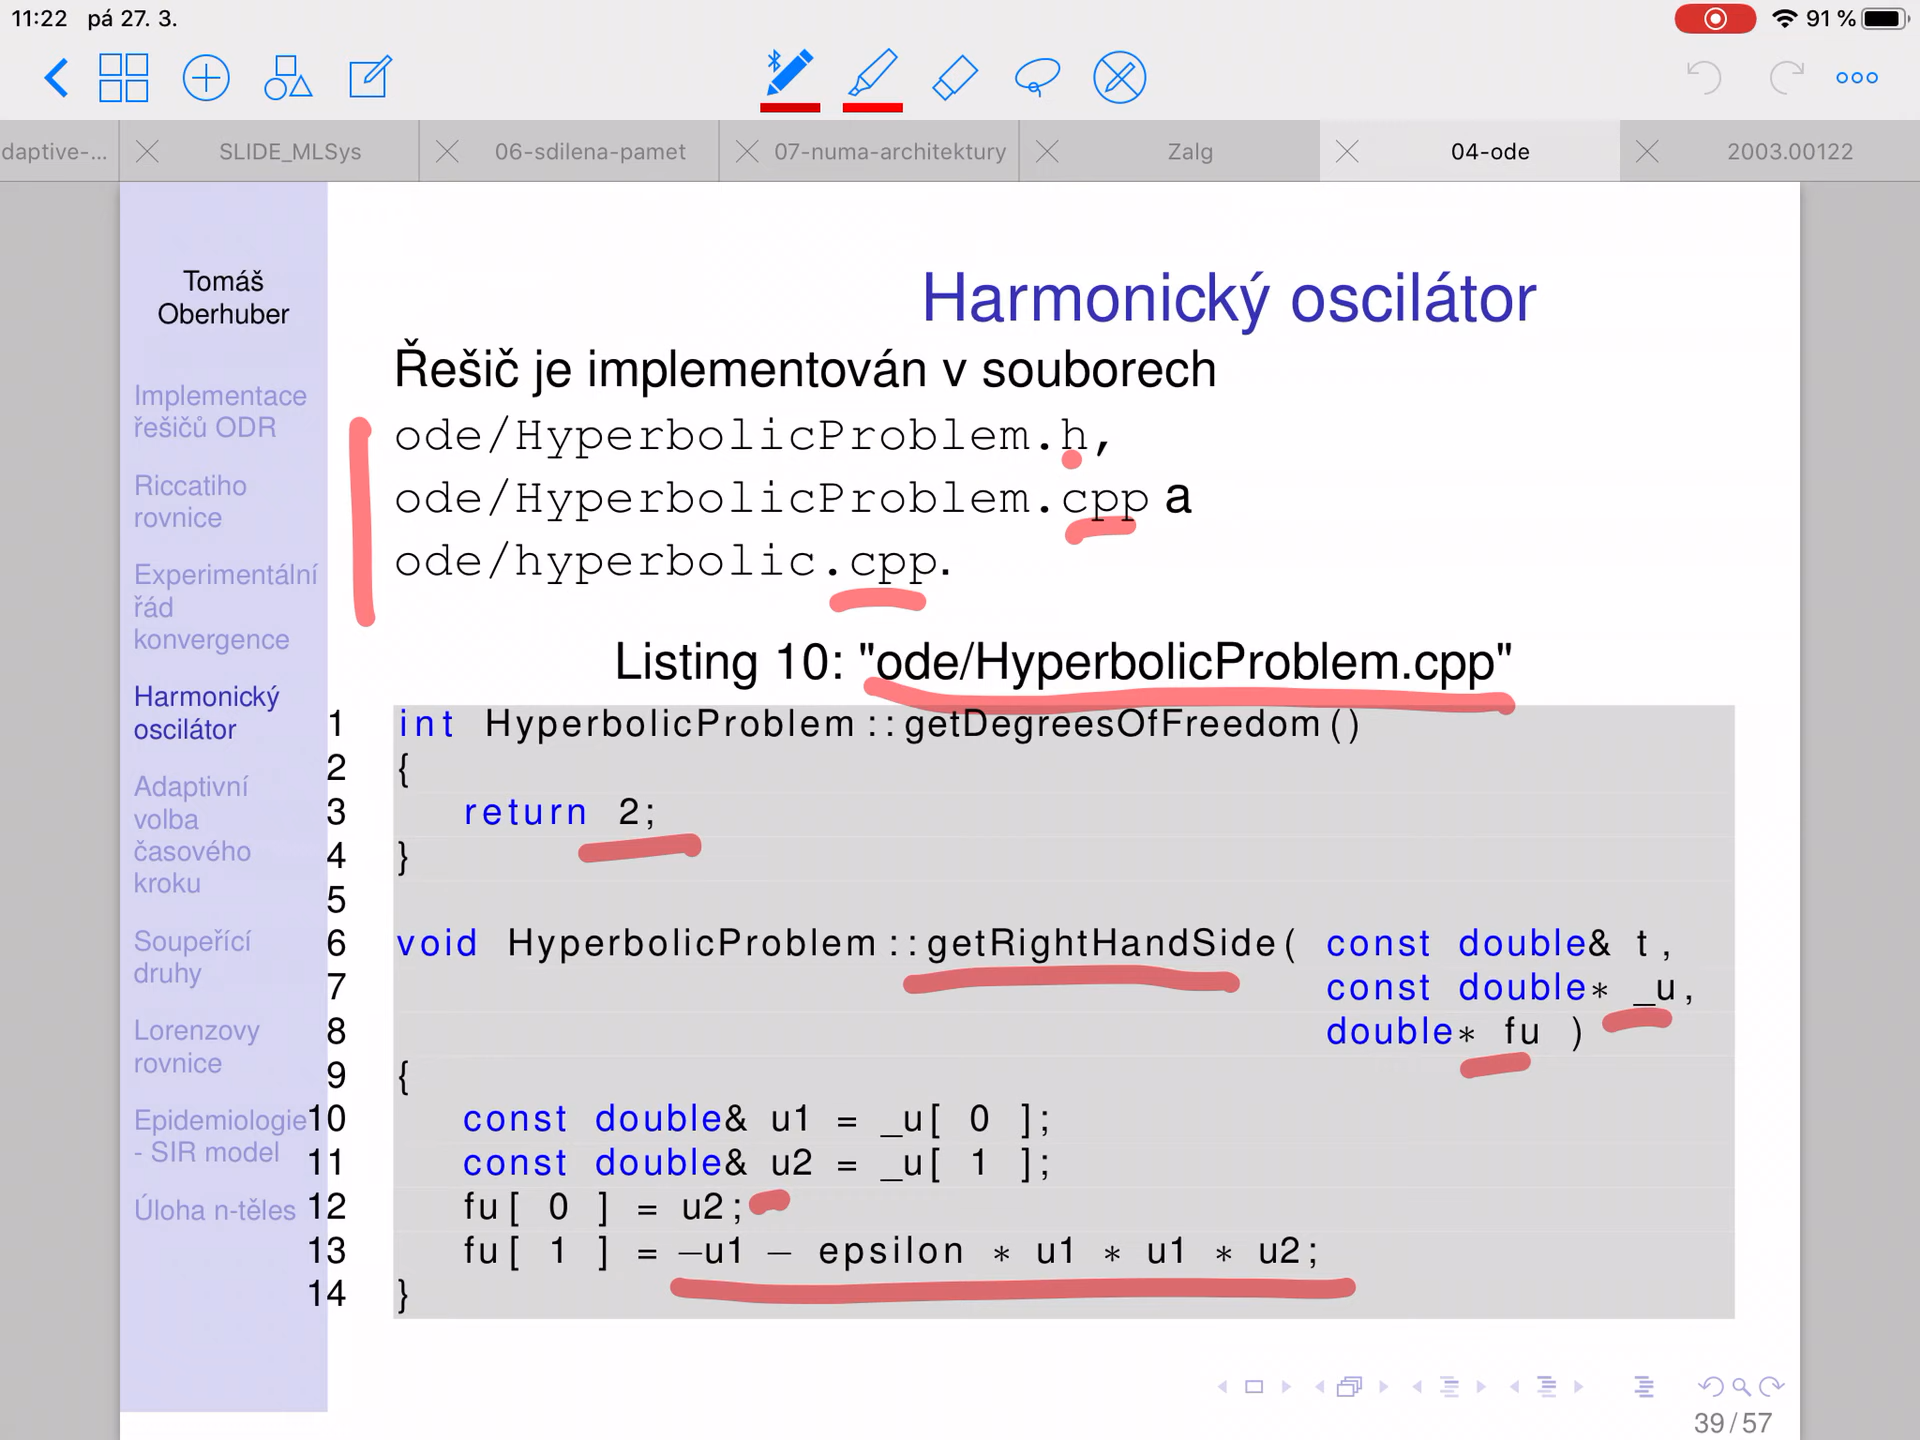 11:22 pá 27. 3.
91 %
daptive-...
SLIDE_MLSys
06-sdilena-pamet
07-numa-architektury
Zalg
04-ode
2003.00122
Tomáš
Oberhuber
Implementace
řešičů ODR
Riccatiho
rovnice
Experimentální
řád
konvergence
Harmonický
oscilátor
Adaptivní
volba
časového
kroku
Soupeřící
druhy
Lorenzovy
rovnice
Epidemiologie
- SIR model
Úloha n-těles
Harmonický oscilátor
Řešič je implementován v souborech
ode/HyperbolicProblem.h,
ode/HyperbolicProblem.cpp a
ode/hyperbolic.cpp.
Listing 10: "ode/HyperbolicProblem.cpp"
1 int HyperbolicProblem::getDegreesOfFreedom()
2 {
3 return 2;
4 }
5
6 void HyperbolicProblem::getRightHandSide( const double& t,
7 const double* _u,
8 double* fu )
9 {
10 const double& u1 = _u[ 0 ];
11 const double& u2 = _u[ 1 ];
12 fu[ 0 ] = u2;
13 fu[ 1 ] = -u1 - epsilon * u1 * u1 * u2;
14 }
39/57